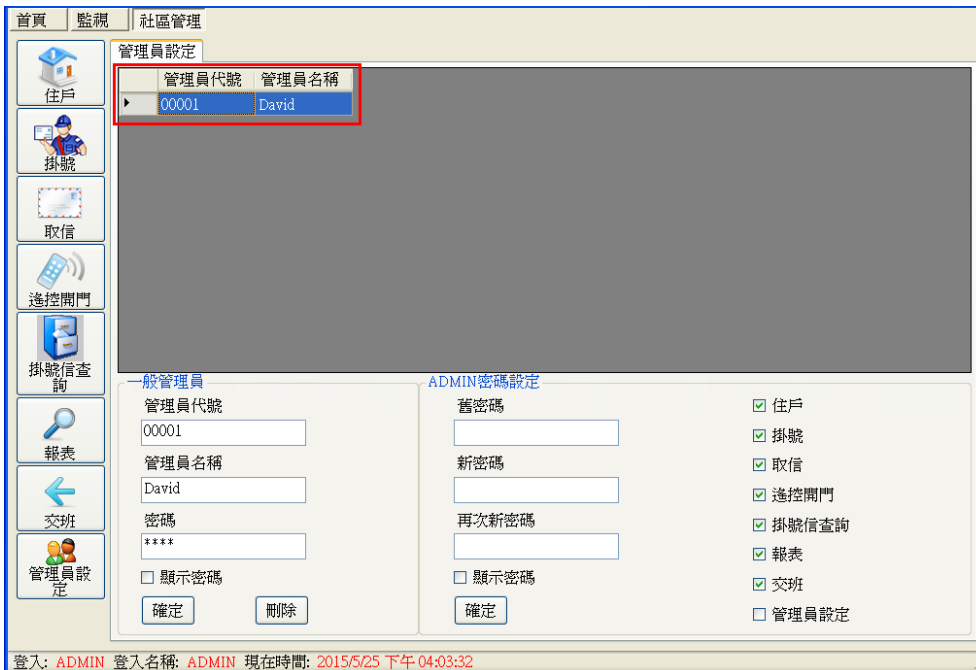 首頁 監視 社區管理
管理員設定
管理員代號 管理員名稱
00001 David
住戶
掛號
取信
遙控開門
掛號信查
詢
報表
交班
管理員設
定
一般管理員
管理員代號
00001
管理員名稱
David
密碼
****
顯示密碼
確定 刪除
ADMIN密碼設定
舊密碼
新密碼
再次新密碼
顯示密碼
確定
住戶
掛號
取信
遙控開門
掛號信查詢
報表
交班
管理員設定
登入: ADMIN 登入名稱: ADMIN 現在時間: 2015/5/25 下午 04:03:32